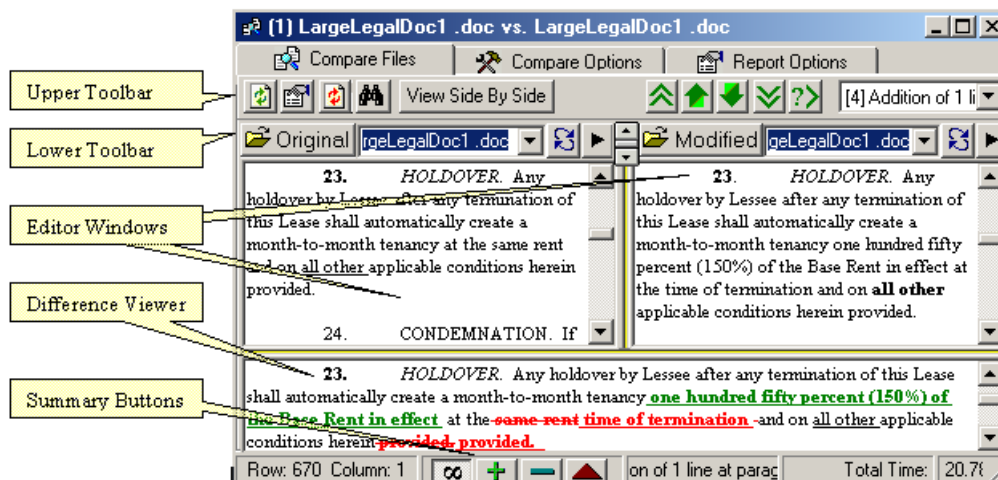 (1) LargeLegalDoc1 .doc vs. LargeLegalDoc1 .doc
Compare Files
Compare Options
Report Options
Upper Toolbar
View Side By Side
[4] Addition of 1 li
Lower Toolbar
Original
rgeLegalDoc1 .doc
Modified
geLegalDoc1 .doc
Editor Windows
23. HOLDOVER. Any
holdover by Lessee after any termination of
this Lease shall automatically create a
month-to-month tenancy at the same rent
and on all other applicable conditions herein
provided.
24. CONDEMNATION. If
23. HOLDOVER. Any
holdover by Lessee after any termination of
this Lease shall automatically create a
month-to-month tenancy one hundred fifty
percent (150%) of the Base Rent in effect at
the time of termination and on all other
applicable conditions herein provided.
Difference Viewer
23. HOLDOVER. Any holdover by Lessee after any termination of this Lease
shall automatically create a month-to-month tenancy one hundred fifty percent (150%) of
the Base Rent in effect at the same rent time of termination and on all other applicable
conditions herein provided. provided.
Summary Buttons
Row: 670 Column: 1
on of 1 line at parag
Total Time: 20.78